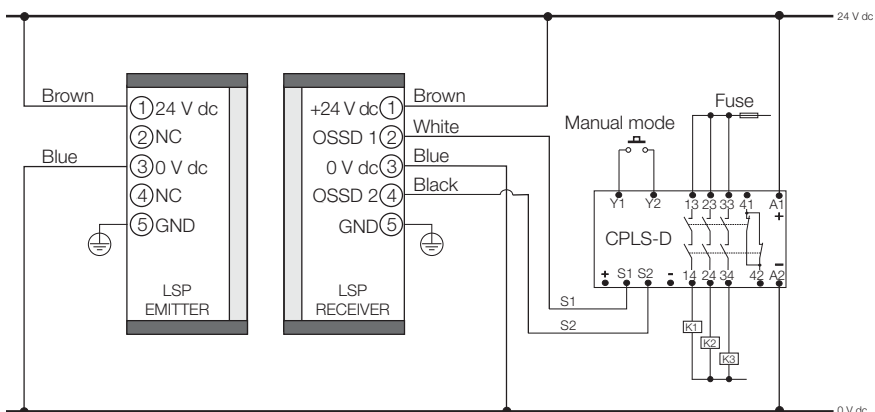 24 V dc
Brown
① 24 V dc
② NC
Blue
③ 0 V dc
④ NC
⑤ GND
LSP
EMITTER
+24 V dc ①
Brown
OSSD 1 ②
White
0 V dc ③
Blue
OSSD 2 ④
Black
GND ⑤
LSP
RECEIVER
S1
S2
Manual mode
Fuse
Y1 Y2 13 23 33 41 A1
+
CPLS-D
–
+ S1 S2 - 14 24 34 42 A2
K1
K2
K3
0 V dc